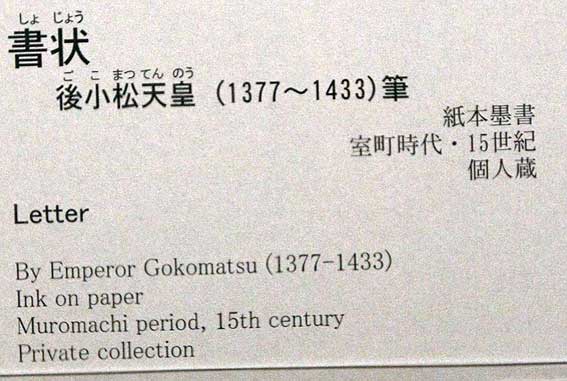 しょ じょう
書状
ご こ まつ てん のう
後小松天皇 (1377〜1433)筆
紙本墨書
室町時代・15世紀
個人蔵
Letter
By Emperor Gokomatsu (1377-1433)
Ink on paper
Muromachi period, 15th century
Private collection